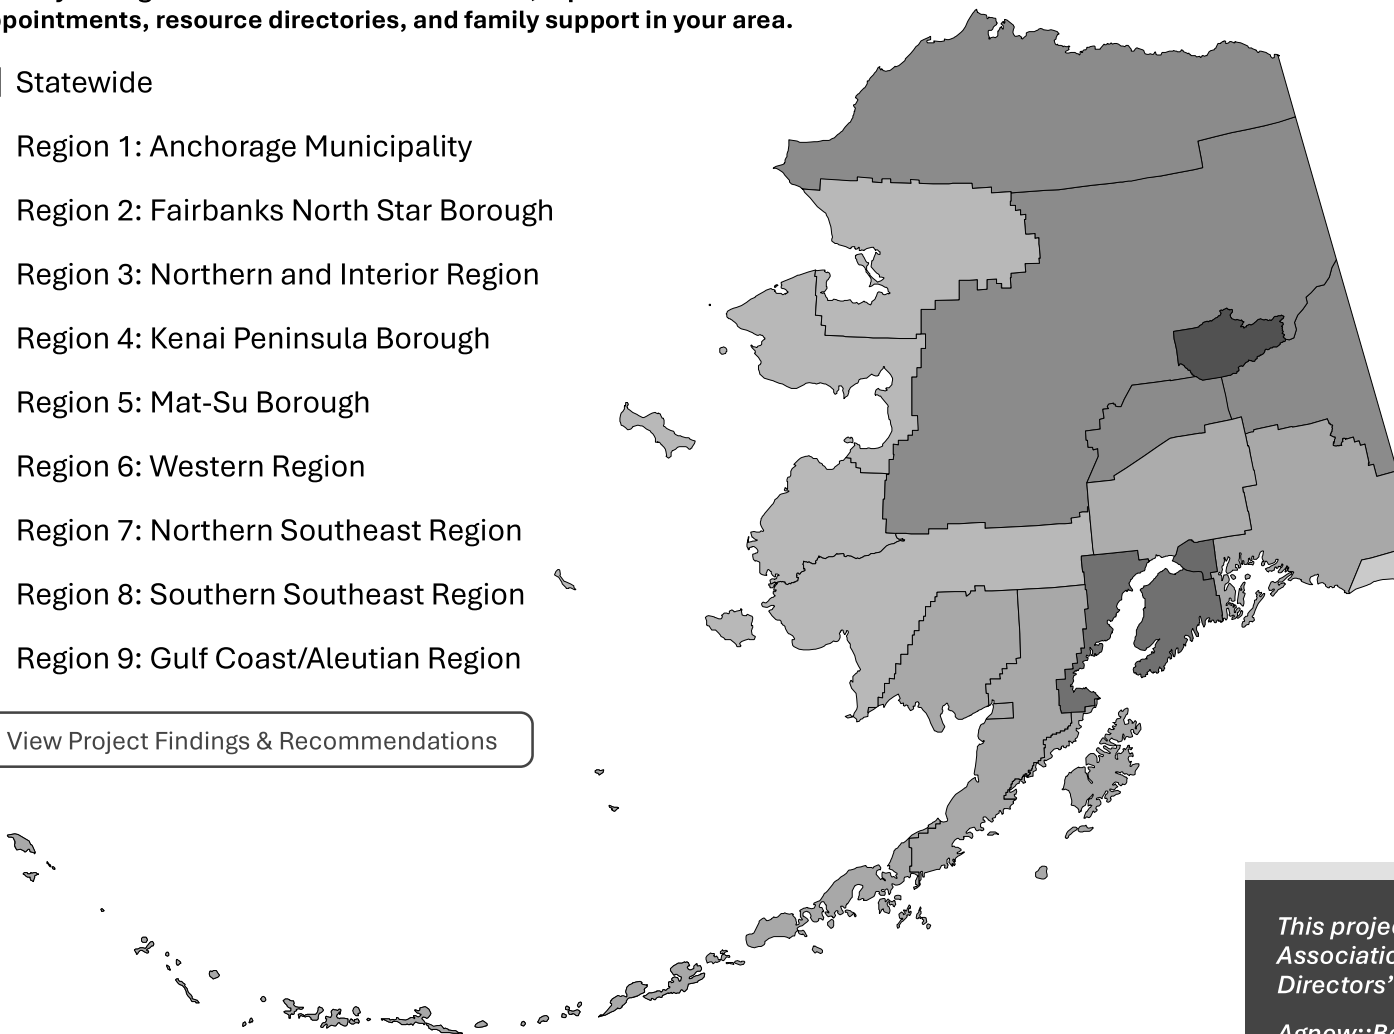 appointments, resource directories, and family support in your area.
Statewide
Region 1: Anchorage Municipality
Region 2: Fairbanks North Star Borough
Region 3: Northern and Interior Region
Region 4: Kenai Peninsula Borough
Region 5: Mat-Su Borough
Region 6: Western Region
Region 7: Northern Southeast Region
Region 8: Southern Southeast Region
Region 9: Gulf Coast/Aleutian Region
View Project Findings & Recommendations
This
Directors’